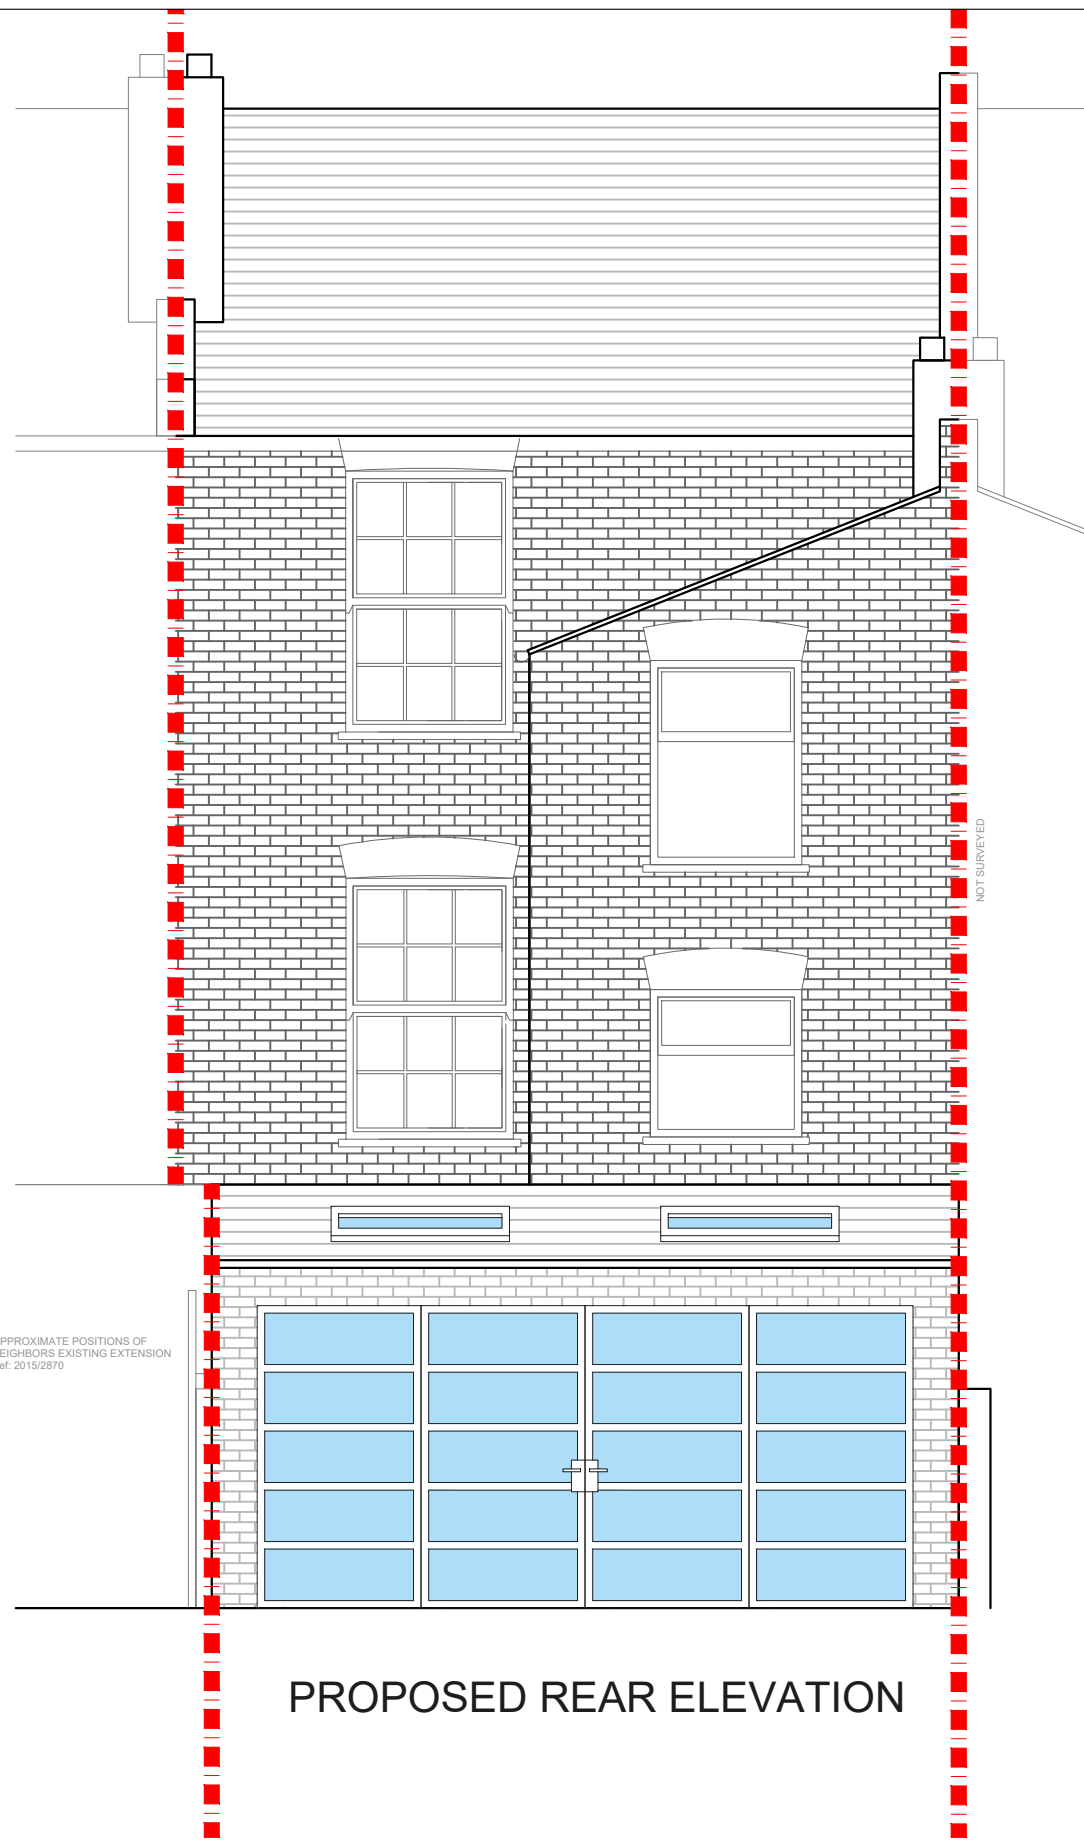 NOT SURVEYED
PPROXIMATE POSITIONS OF
EIGHBORS EXISTING EXTENSION
ef: 2015/2870
PROPOSED REAR ELEVATION